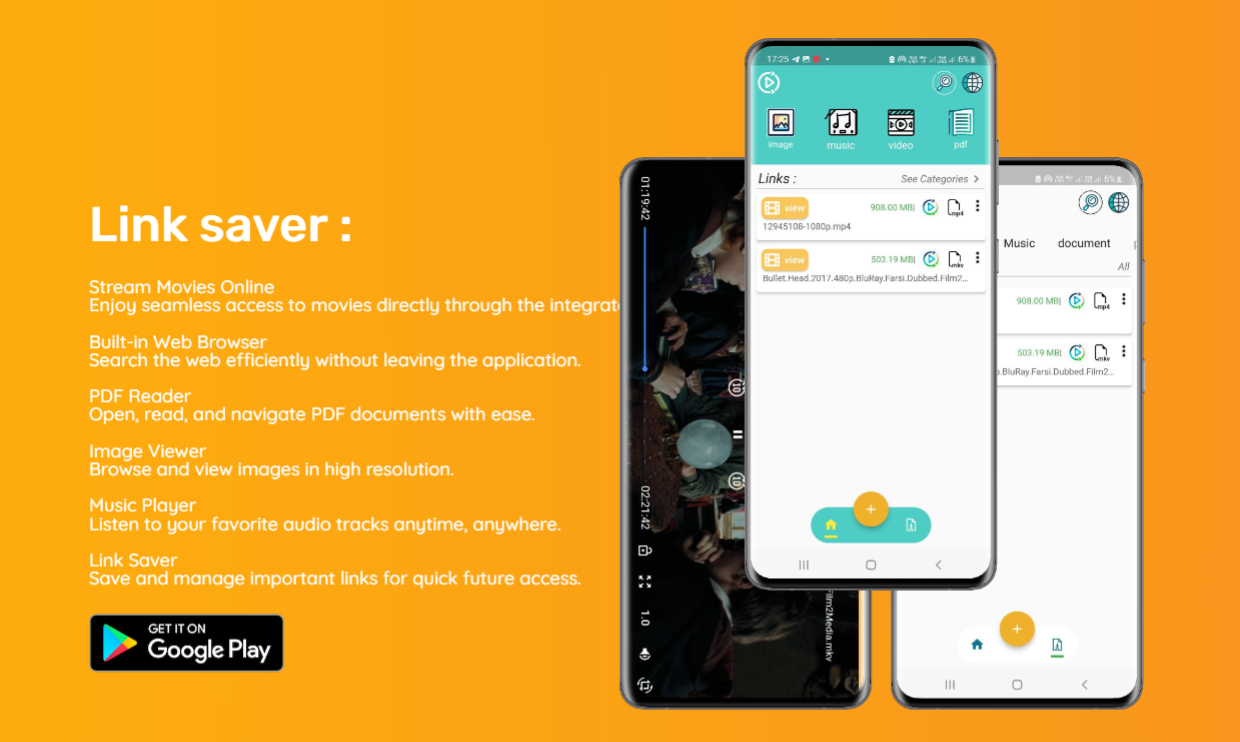 Link saver :
Stream Movies Online
Enjoy seamless access to movies directly through the integrat
Built-in Web Browser
Search the web efficiently without leaving the application.
PDF Reader
Open, read, and navigate PDF documents with ease.
Image Viewer
Browse and view images in high resolution.
Music Player
Listen to your favorite audio tracks anytime, anywhere.
Link Saver
Save and manage important links for quick future access.
GET IT ON
Google Play
01:19:42
10
10
02:21:42
1.0
Film2Media.mkv
17:25
6%
image
music
video
pdf
Links :
See Categories >
view
908.00 MB|
.mp4
12945108-1080p.mp4
view
503.19 MB|
.mkv
Bullet.Head.2017.480p.BluRay.Farsi.Dubbed.Film2...
+
6%
Music
document
All
908.00 MB|
.mp4
503.19 MB|
.mkv
.BluRay.Farsi.Dubbed.Film2...
+